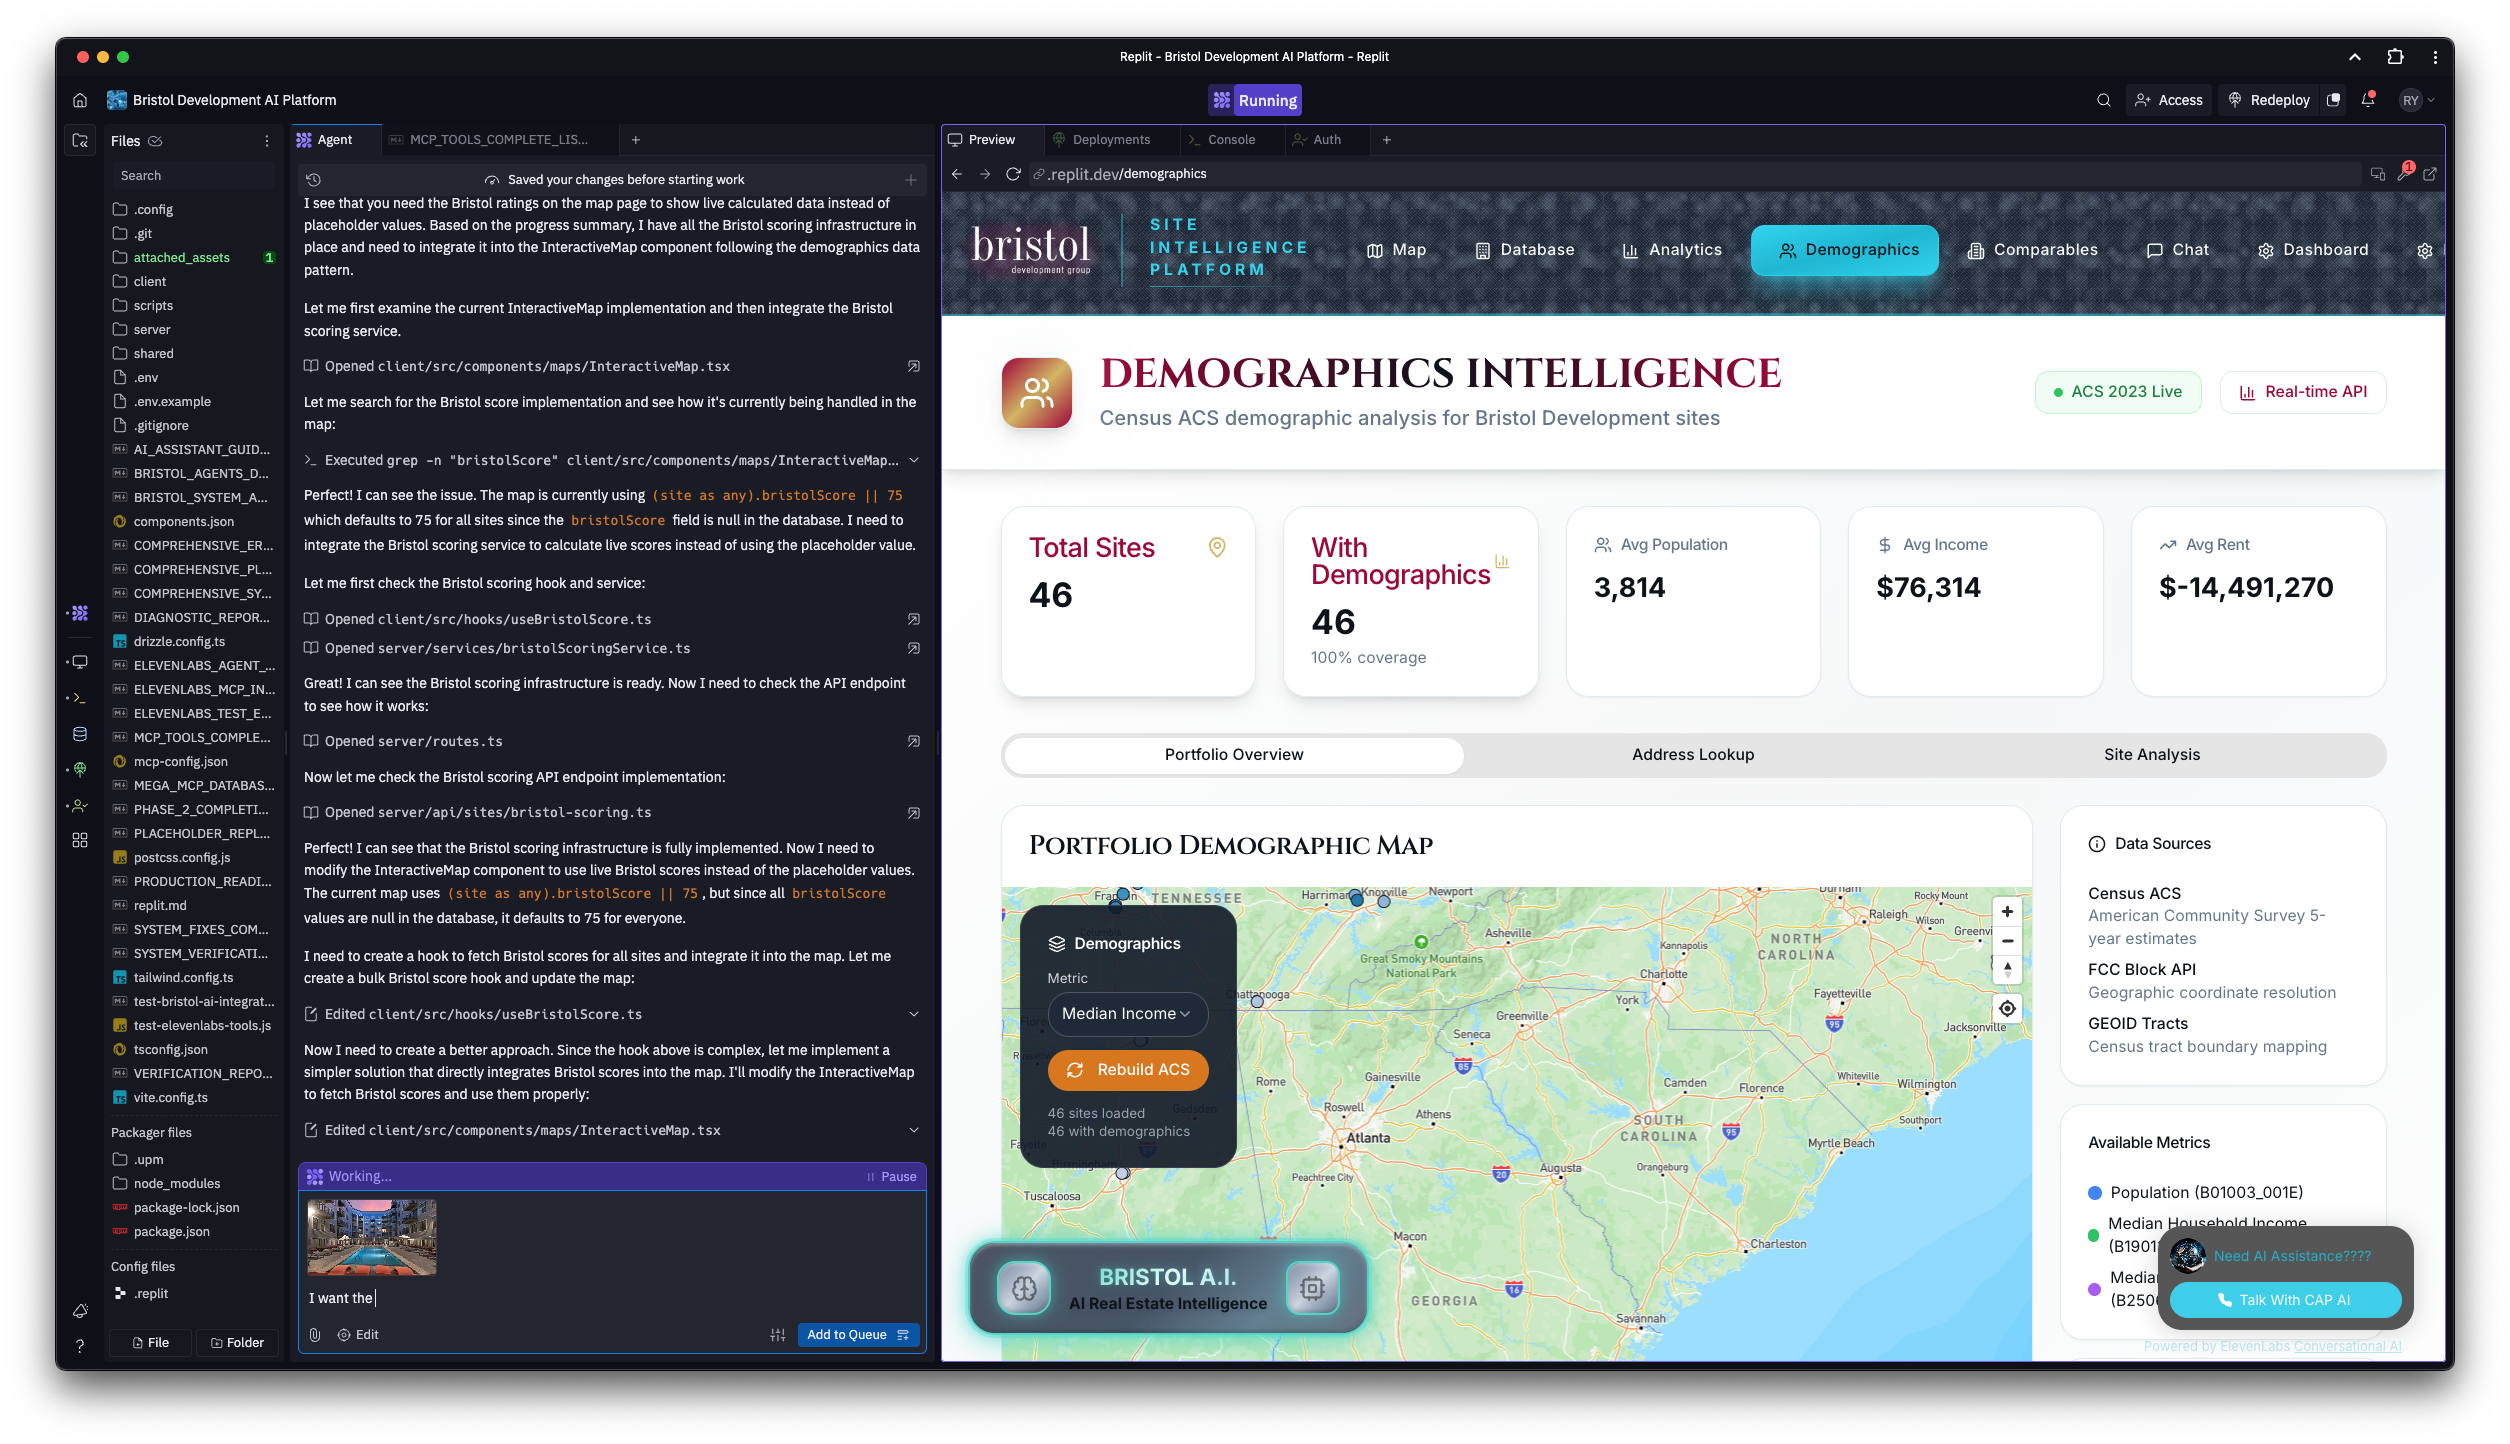 Replit - Bristol Development AI Platform - Replit
Bristol Development AI Platform
Running
Access
Redeploy
RY
Files
Search
.config
.git
attached_assets 1
client
scripts
server
shared
.env
.env.example
.gitignore
AI_ASSISTANT_GUID...
BRISTOL_AGENTS_D...
BRISTOL_SYSTEM_A...
components.json
COMPREHENSIVE_ER...
COMPREHENSIVE_PL...
COMPREHENSIVE_SY...
DIAGNOSTIC_REPOR...
drizzle.config.ts
ELEVENLABS_AGENT_...
ELEVENLABS_MCP_IN...
ELEVENLABS_TEST_E...
MCP_TOOLS_COMPLE...
mcp-config.json
MEGA_MCP_DATABAS...
PHASE_2_COMPLETI...
PLACEHOLDER_REPL...
postcss.config.js
PRODUCTION_READI...
replit.md
SYSTEM_FIXES_COM...
SYSTEM_VERIFICATI...
tailwind.config.ts
test-bristol-ai-integrat...
test-elevenlabs-tools.js
tsconfig.json
VERIFICATION_REPO...
vite.config.ts
Packager files
.upm
node_modules
package-lock.json
package.json
Config files
.replit
File
Folder
Agent
MCP_TOOLS_COMPLETE_LIS...
Saved your changes before starting work
I see that you need the Bristol ratings on the map page to show live calculated data instead of
placeholder values. Based on the progress summary, I have all the Bristol scoring infrastructure in
place and need to integrate it into the InteractiveMap component following the demographics data
pattern.
Let me first examine the current InteractiveMap implementation and then integrate the Bristol
scoring service.
Opened client/src/components/maps/InteractiveMap.tsx
Let me search for the Bristol score implementation and see how it's currently being handled in the
map:
Executed grep -n "bristolScore" client/src/components/maps/InteractiveMap...
Perfect! I can see the issue. The map is currently using (site as any).bristolScore || 75
which defaults to 75 for all sites since the bristolScore field is null in the database. I need to
integrate the Bristol scoring service to calculate live scores instead of using the placeholder value.
Let me first check the Bristol scoring hook and service:
Opened client/src/hooks/useBristolScore.ts
Opened server/services/bristolScoringService.ts
Great! I can see the Bristol scoring infrastructure is ready. Now I need to check the API endpoint
to see how it works:
Opened server/routes.ts
Now let me check the Bristol scoring API endpoint implementation:
Opened server/api/sites/bristol-scoring.ts
Perfect! I can see that the Bristol scoring infrastructure is fully implemented. Now I need to
modify the InteractiveMap component to use live Bristol scores instead of the placeholder values.
The current map uses (site as any).bristolScore || 75 , but since all bristolScore
values are null in the database, it defaults to 75 for everyone.
I need to create a hook to fetch Bristol scores for all sites and integrate it into the map. Let me
create a bulk Bristol score hook and update the map:
Edited client/src/hooks/useBristolScore.ts
Now I need to create a better approach. Since the hook above is complex, let me implement a
simpler solution that directly integrates Bristol scores into the map. I'll modify the InteractiveMap
to fetch Bristol scores and use them properly:
Edited client/src/components/maps/InteractiveMap.tsx
Working...
Pause
I want the
Edit
Add to Queue
Preview
Deployments
Console
Auth
.replit.dev/demographics
1
bristol
development group
SITE
INTELLIGENCE
PLATFORM
Map
Database
Analytics
Demographics
Comparables
Chat
Dashboard
DEMOGRAPHICS INTELLIGENCE
Census ACS demographic analysis for Bristol Development sites
ACS 2023 Live
Real-time API
Total Sites
46
With
Demographics
46
100% coverage
Avg Population
3,814
Avg Income
$76,314
Avg Rent
$-14,491,270
Portfolio Overview
Address Lookup
Site Analysis
PORTFOLIO DEMOGRAPHIC MAP
Demographics
Metric
Median Income
Rebuild ACS
46 sites loaded
46 with demographics
TENNESSEE
Knoxville
Newport
Durham
Rocky Mount
Raleigh
Wilson
Asheville
Great Smoky Mountains
National Park
Kannapolis
NORTH
CAROLINA
Charlotte
Chattanooga
York
Fayetteville
95
Greenville
Jacksonville
Seneca
85
Rome
Gainesville
Camden
Florence
Whiteville
Wilmington
Roswell
Athens
Southport
SOUTH
CAROLINA
95
Atlanta
Myrtle Beach
Augusta
20
Orangeburg
Peachtree City
Tuscaloosa
Macon
Charleston
16
GEORGIA
Savannah
BRISTOL A.I.
AI Real Estate Intelligence
Data Sources
Census ACS
American Community Survey 5-
year estimates
FCC Block API
Geographic coordinate resolution
GEOID Tracts
Census tract boundary mapping
Available Metrics
Population (B01003_001E)
Median Household Income
(B1901
Media
(B2506
Need AI Assistance????
Talk With CAP AI
Powered by ElevenLabs Conversational AI